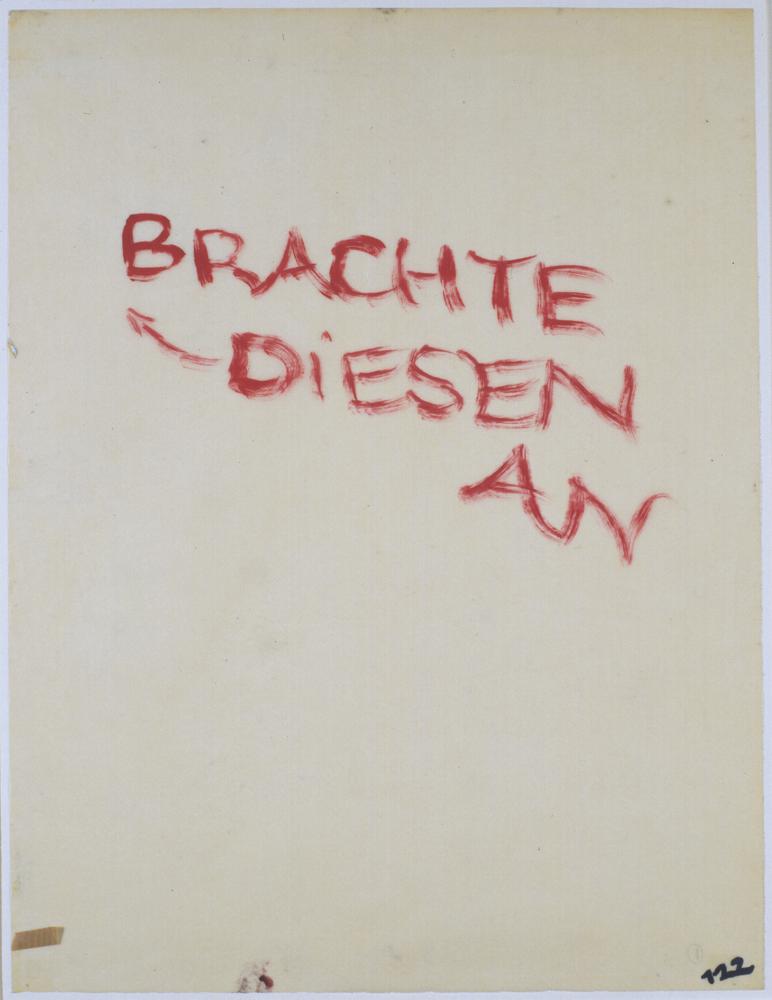 BRACHTE
DiESEN
AN
122